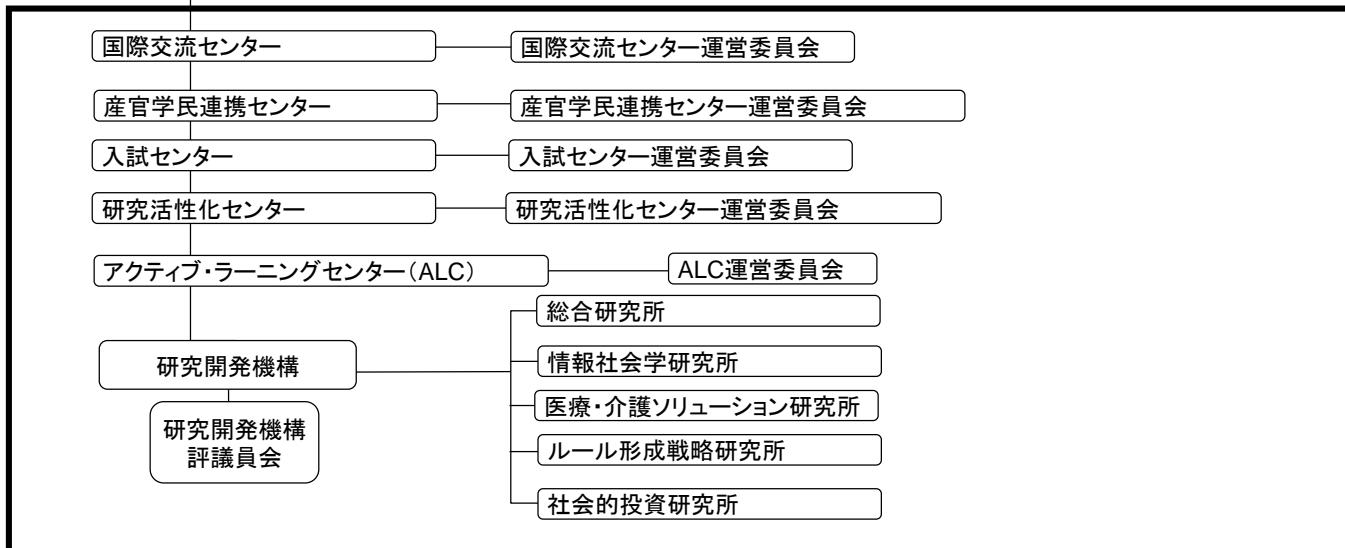 国際交流センター
国際交流センター運営委員会
産官学民連携センター
産官学民連携センター運営委員会
入試センター
入試センター運営委員会
研究活性化センター
研究活性化センター運営委員会
アクティブ・ラーニングセンター（ALC）
ALC運営委員会
総合研究所
研究開発機構
情報社会学研究所
医療・介護ソリューション研究所
研究開発機構
評議員会
ルール形成戦略研究所
社会的投資研究所